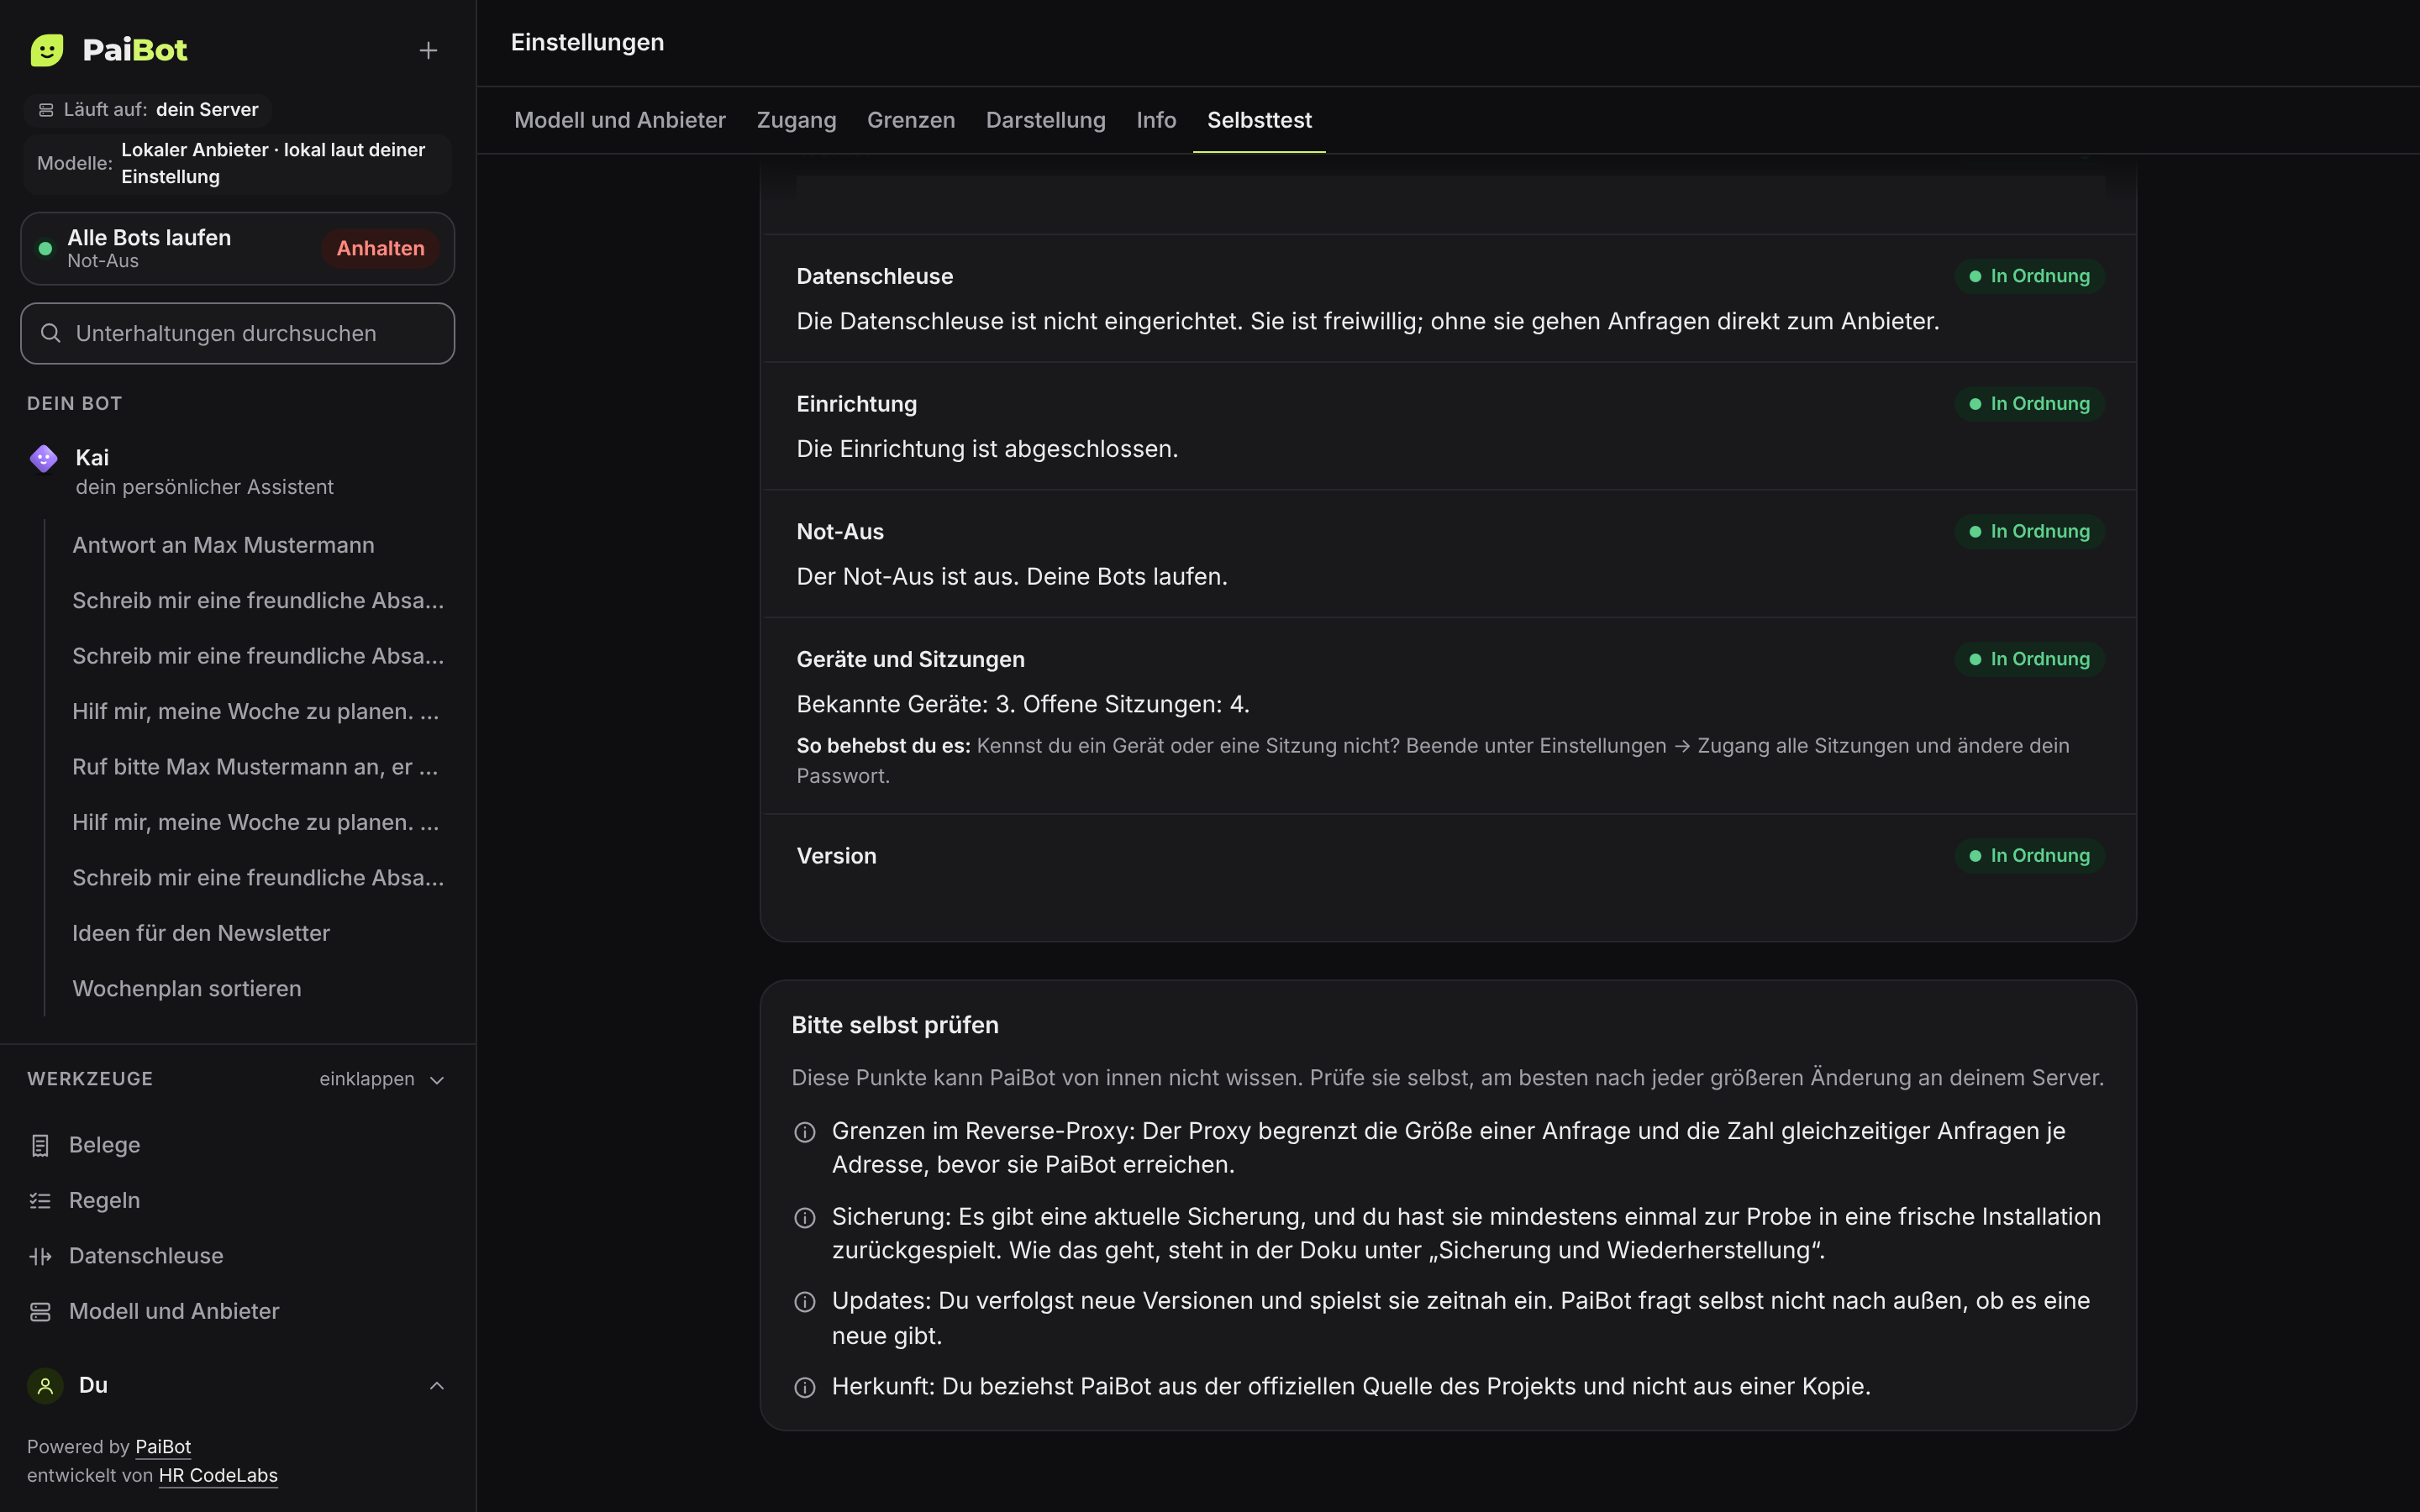 PaiBot
Läuft auf: dein Server
Modelle: Lokaler Anbieter · lokal laut deiner
Einstellung
Alle Bots laufen
Not-Aus
Anhalten
Unterhaltungen durchsuchen
DEIN BOT
Kai
dein persönlicher Assistent
Antwort an Max Mustermann
Schreib mir eine freundliche Absa...
Schreib mir eine freundliche Absa...
Hilf mir, meine Woche zu planen. ...
Ruf bitte Max Mustermann an, er ...
Hilf mir, meine Woche zu planen. ...
Schreib mir eine freundliche Absa...
Ideen für den Newsletter
Wochenplan sortieren
WERKZEUGE
einklappen
Belege
Regeln
Datenschleuse
Modell und Anbieter
Du
Powered by PaiBot
entwickelt von HR CodeLabs
Einstellungen
Modell und Anbieter Zugang Grenzen Darstellung Info Selbsttest
Datenschleuse
In Ordnung
Die Datenschleuse ist nicht eingerichtet. Sie ist freiwillig; ohne sie gehen Anfragen direkt zum Anbieter.
Einrichtung
In Ordnung
Die Einrichtung ist abgeschlossen.
Not-Aus
In Ordnung
Der Not-Aus ist aus. Deine Bots laufen.
Geräte und Sitzungen
In Ordnung
Bekannte Geräte: 3. Offene Sitzungen: 4.
So behebst du es: Kennst du ein Gerät oder eine Sitzung nicht? Beende unter Einstellungen → Zugang alle Sitzungen und ändere dein
Passwort.
Version
In Ordnung
Bitte selbst prüfen
Diese Punkte kann PaiBot von innen nicht wissen. Prüfe sie selbst, am besten nach jeder größeren Änderung an deinem Server.
Grenzen im Reverse-Proxy: Der Proxy begrenzt die Größe einer Anfrage und die Zahl gleichzeitiger Anfragen je
Adresse, bevor sie PaiBot erreichen.
Sicherung: Es gibt eine aktuelle Sicherung, und du hast sie mindestens einmal zur Probe in eine frische Installation
zurückgespielt. Wie das geht, steht in der Doku unter „Sicherung und Wiederherstellung“.
Updates: Du verfolgst neue Versionen und spielst sie zeitnah ein. PaiBot fragt selbst nicht nach außen, ob es eine
neue gibt.
Herkunft: Du beziehst PaiBot aus der offiziellen Quelle des Projekts und nicht aus einer Kopie.